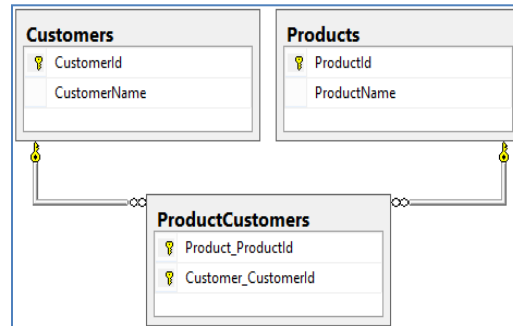 Customers
CustomerId
CustomerName
Products
ProductId
ProductName
ProductCustomers
Product_ProductId
Customer_CustomerId